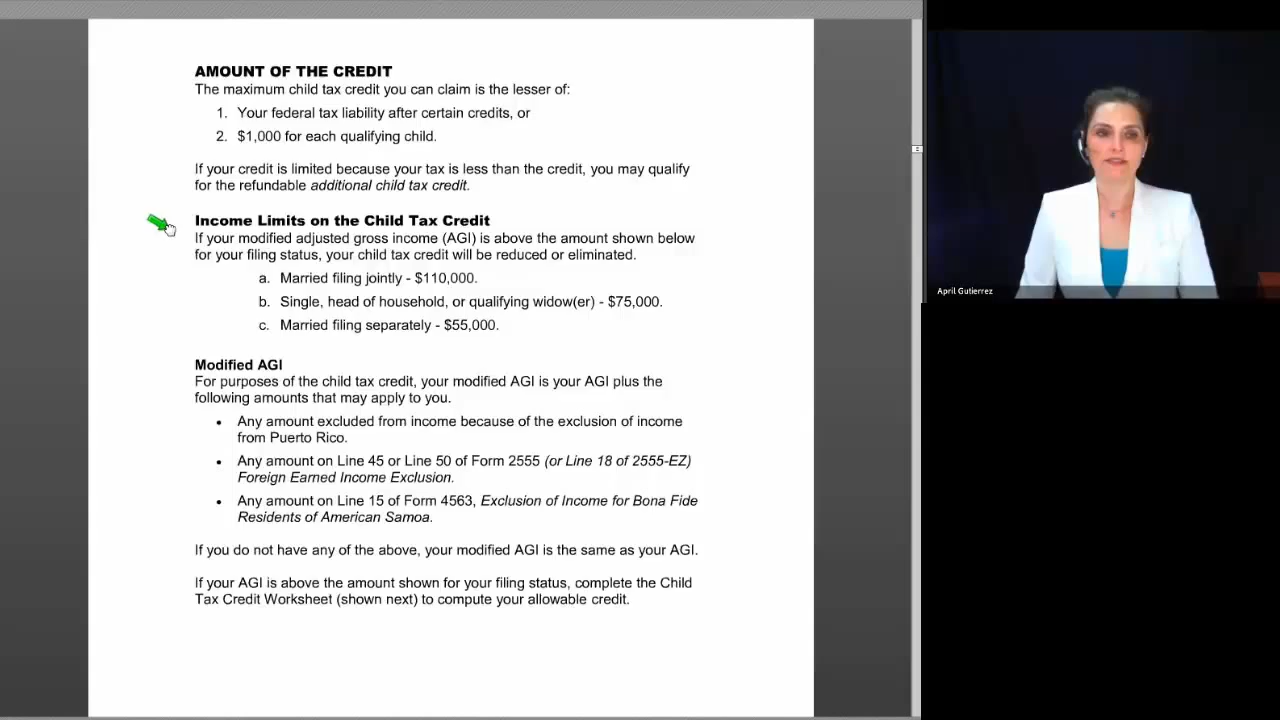 AMOUNT OF THE CREDIT
The maximum child tax credit you can claim is the lesser of:
1. Your federal tax liability after certain credits, or
2. $1,000 for each qualifying child.
If your credit is limited because your tax is less than the credit, you may qualify
for the refundable additional child tax credit.
Income Limits on the Child Tax Credit
If your modified adjusted gross income (AGI) is above the amount shown below
for your filing status, your child tax credit will be reduced or eliminated.
a. Married filing jointly - $110,000.
b. Single, head of household, or qualifying widow(er) - $75,000.
c. Married filing separately - $55,000.
Modified AGI
For purposes of the child tax credit, your modified AGI is your AGI plus the
following amounts that may apply to you.
• Any amount excluded from income because of the exclusion of income
from Puerto Rico.
• Any amount on Line 45 or Line 50 of Form 2555 (or Line 18 of 2555-EZ)
Foreign Earned Income Exclusion.
• Any amount on Line 15 of Form 4563, Exclusion of Income for Bona Fide
Residents of American Samoa.
If you do not have any of the above, your modified AGI is the same as your AGI.
If your AGI is above the amount shown for your filing status, complete the Child
Tax Credit Worksheet (shown next) to compute your allowable credit.
April Gutierrez